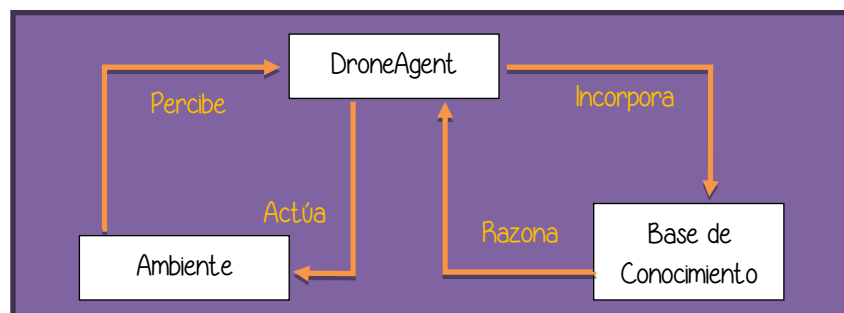 DroneAgent
Percibe
Incorpora
Actúa
Razona
Ambiente
Base de
Conocimiento